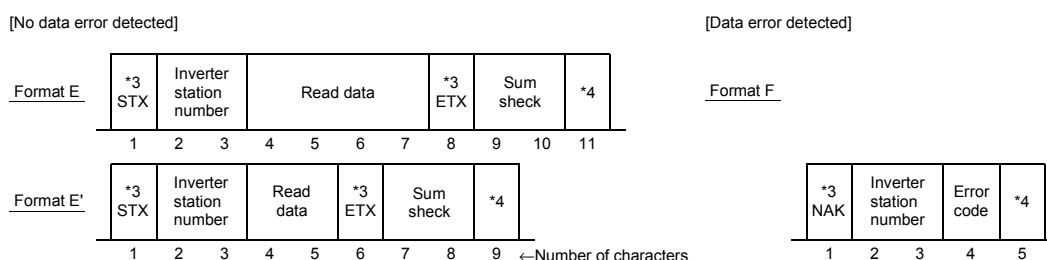 [No data error detected]
[Data error detected]
Format E
*3
STX
Inverter
station
number
Read data
*3
ETX
Sum
sheck
*4
1 2 3 4 5 6 7 8 9 10 11
Format F
Format E'
*3
STX
Inverter
station
number
Read
data
*3
ETX
Sum
sheck
*4
1 2 3 4 5 6 7 8 9 ←Number of characters
*3
NAK
Inverter
station
number
Error
code
*4
1 2 3 4 5